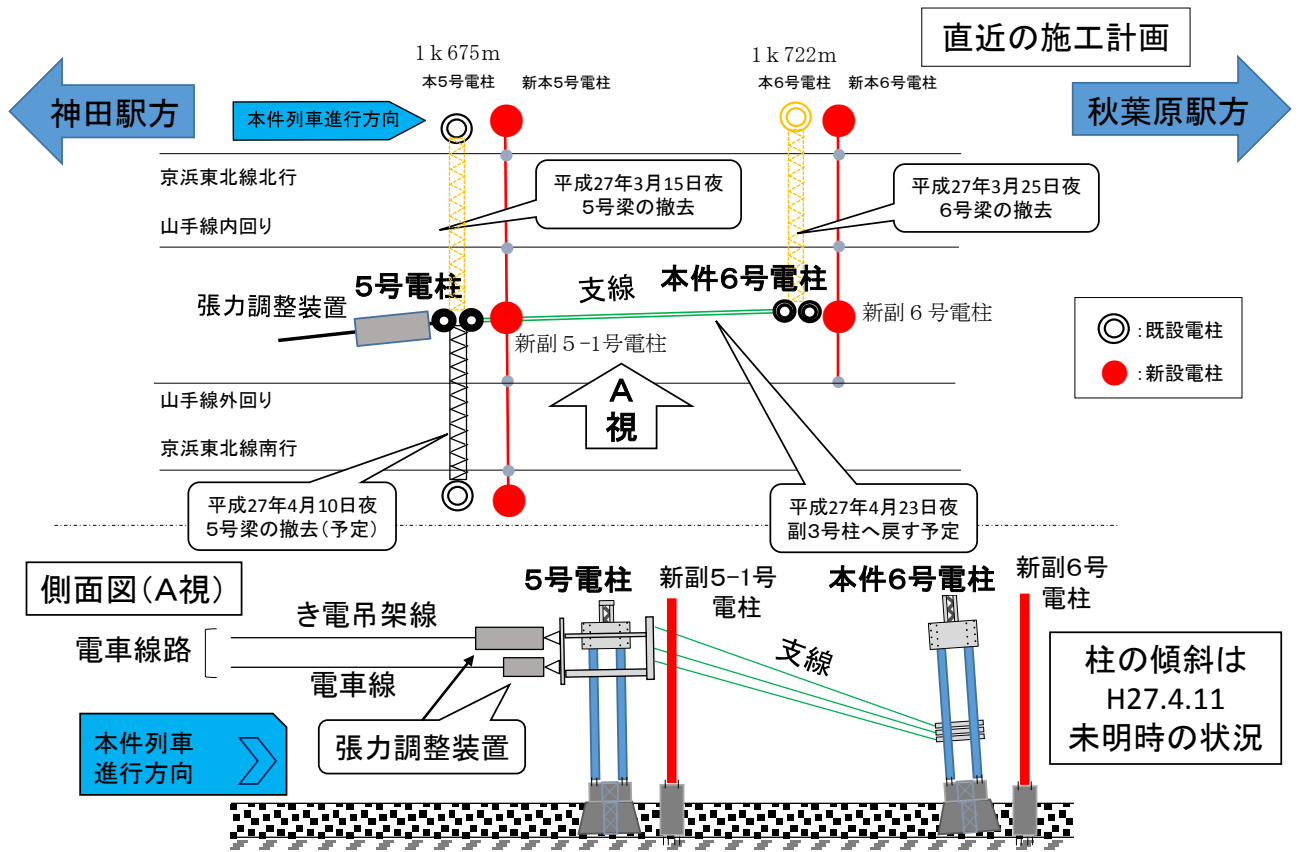 直近の施工計画
神田駅方
秋葉原駅方
本件列車進行方向
1ｋ675m
本5号電柱
新本5号電柱
1ｋ722m
本6号電柱
新本6号電柱
京浜東北線北行
山手線内回り
平成27年3月15日夜
5号梁の撤去
平成27年3月25日夜
6号梁の撤去
張力調整装置
5号電柱
支線
本件6号電柱
新副５-1号電柱
新副６号電柱
◎:既設電柱
●:新設電柱
A
視
山手線外回り
京浜東北線南行
平成27年4月10日夜
5号梁の撤去(予定)
平成27年4月23日夜
副3号柱へ戻す予定
側面図(A視)
5号電柱
新副5-1号
電柱
本件6号電柱
新副6号
電柱
電車線路
き電吊架線
電車線
支線
張力調整装置
本件列車
進行方向
柱の傾斜は
H27.4.11
未明時の状況